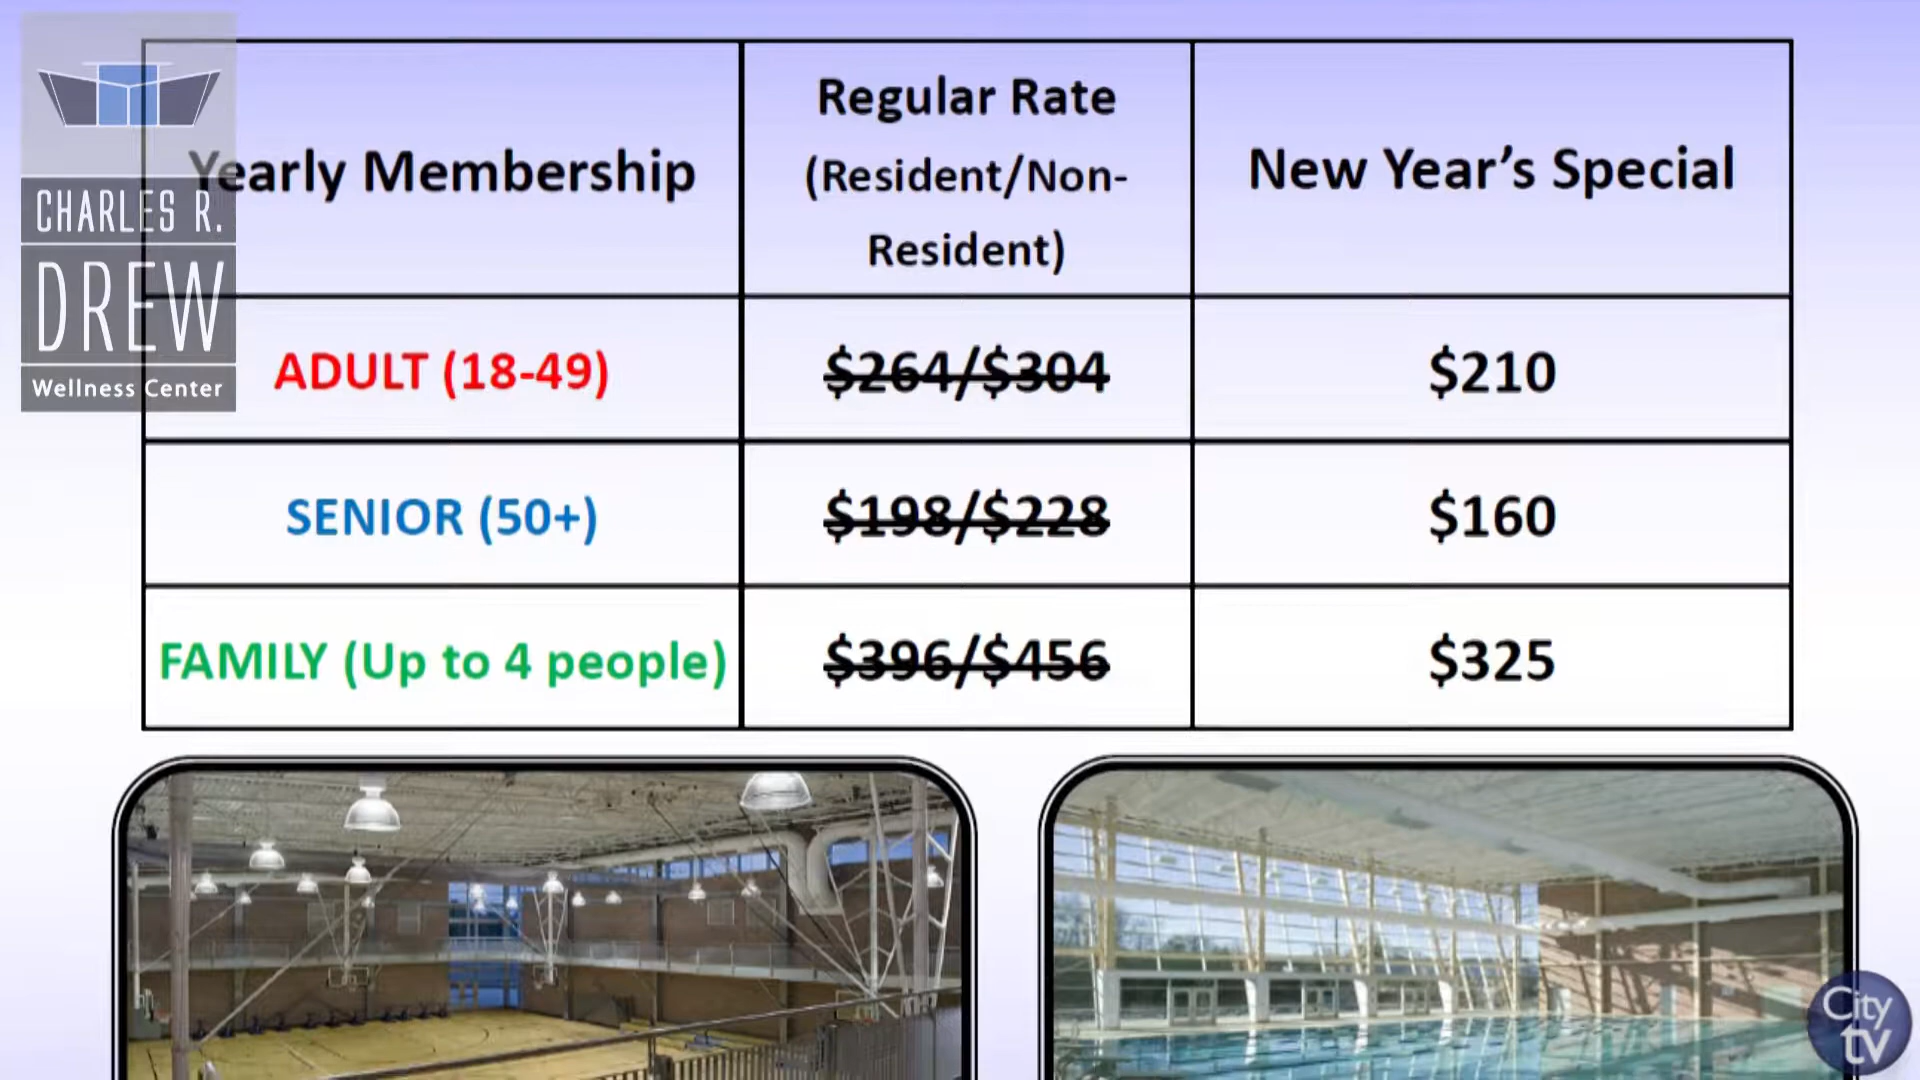 CHARLES R.
DREW
Wellness Center
Yearly Membership
Regular Rate
(Resident/Non-
Resident)
New Year's Special
ADULT (18-49)
$264/$304
$210
SENIOR (50+)
$198/$228
$160
FAMILY (Up to 4 people)
$396/$456
$325
City
tv